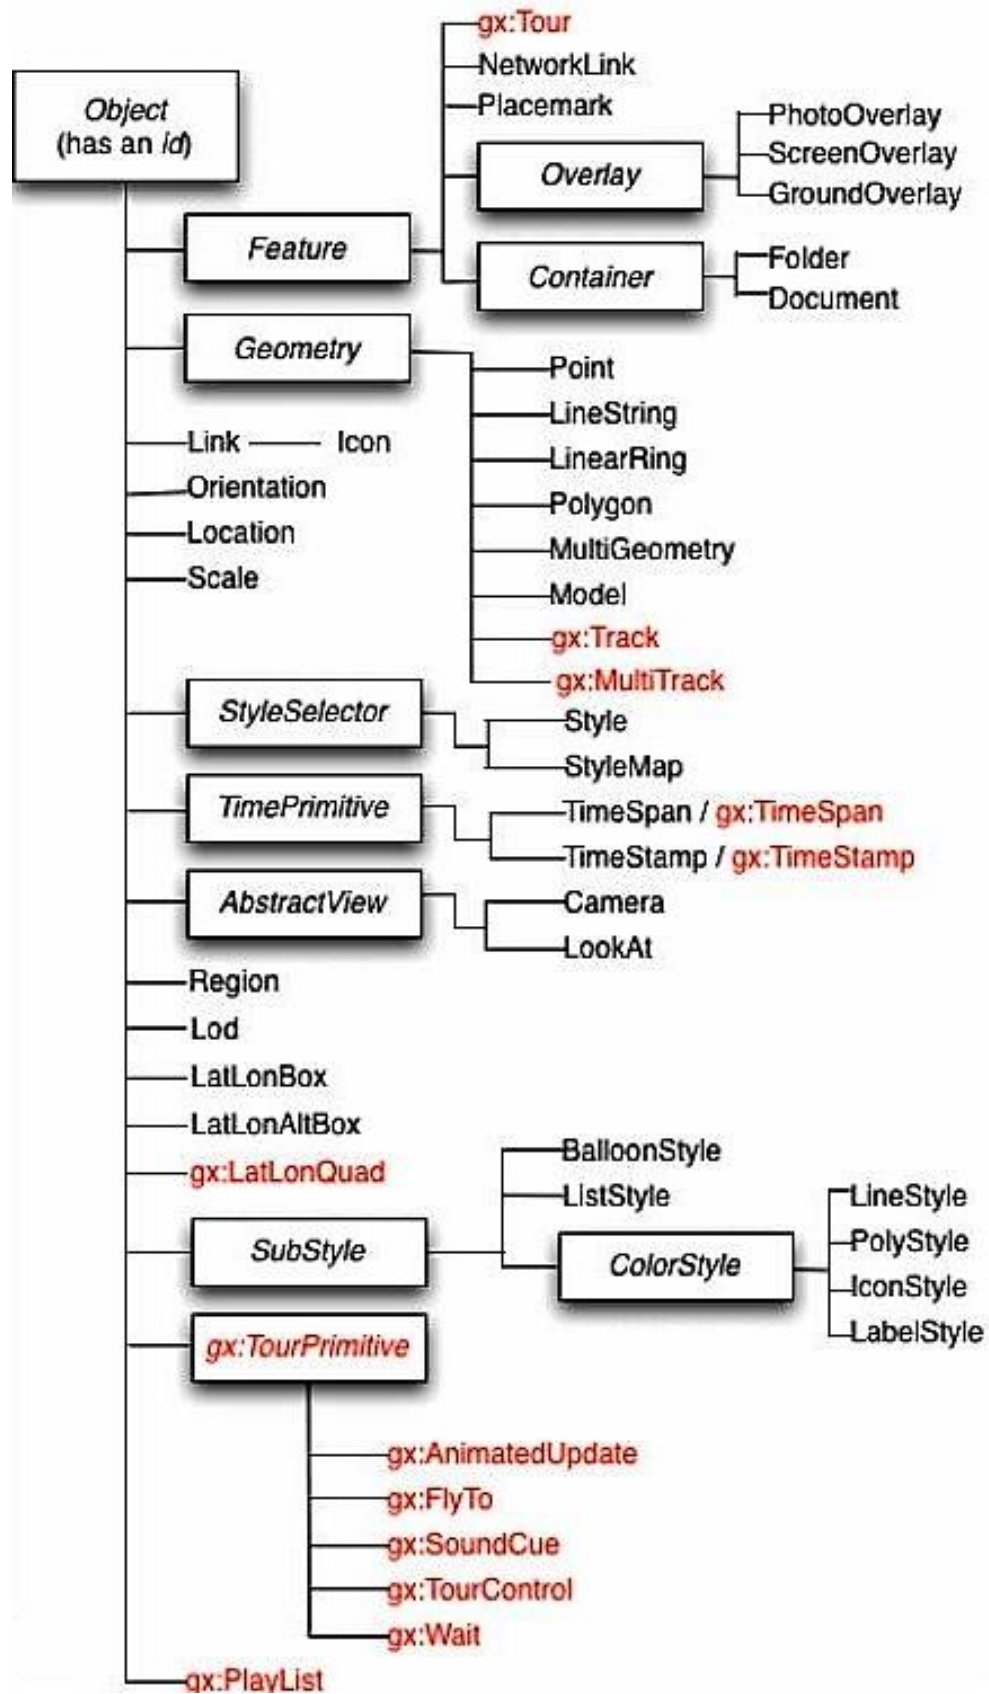 gx:Tour
NetworkLink
Placemark
Object
(has an id)
Overlay
PhotoOverlay
ScreenOverlay
GroundOverlay
Feature
Container
Folder
Document
Geometry
Point
LineString
LinearRing
Polygon
MultiGeometry
Model
gx:Track
gx:MultiTrack
Link
Icon
Orientation
Location
Scale
StyleSelector
Style
StyleMap
TimePrimitive
TimeSpan / gx:TimeSpan
TimeStamp / gx:TimeStamp
AbstractView
Camera
LookAt
Region
Lod
LatLonBox
LatLonAltBox
gx:LatLonQuad
SubStyle
BalloonStyle
ListStyle
ColorStyle
LineStyle
PolyStyle
IconStyle
LabelStyle
gx:TourPrimitive
gx:AnimatedUpdate
gx:FlyTo
gx:SoundCue
gx:TourControl
gx:Wait
gx:PlayList